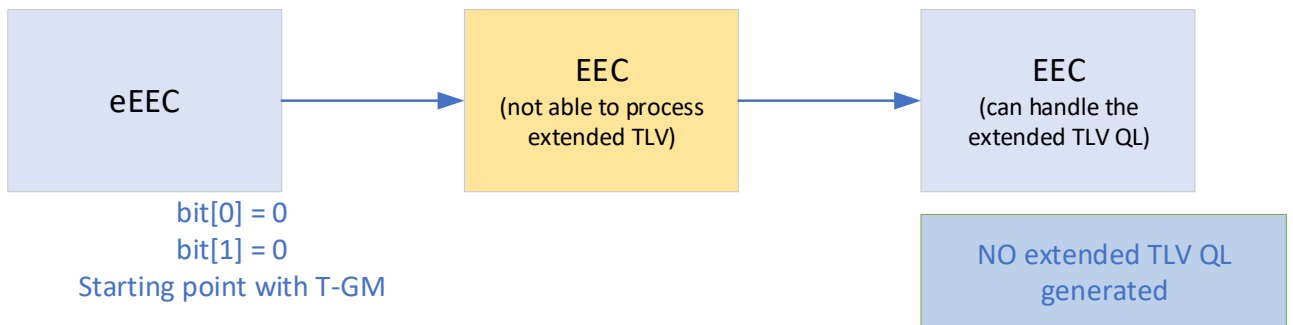 eEEC
EEC
(not able to process
extended TLV)
EEC
(can handle the
extended TLV QL)
bit[0] = 0
bit[1] = 0
Starting point with T-GM
NO extended TLV QL
generated